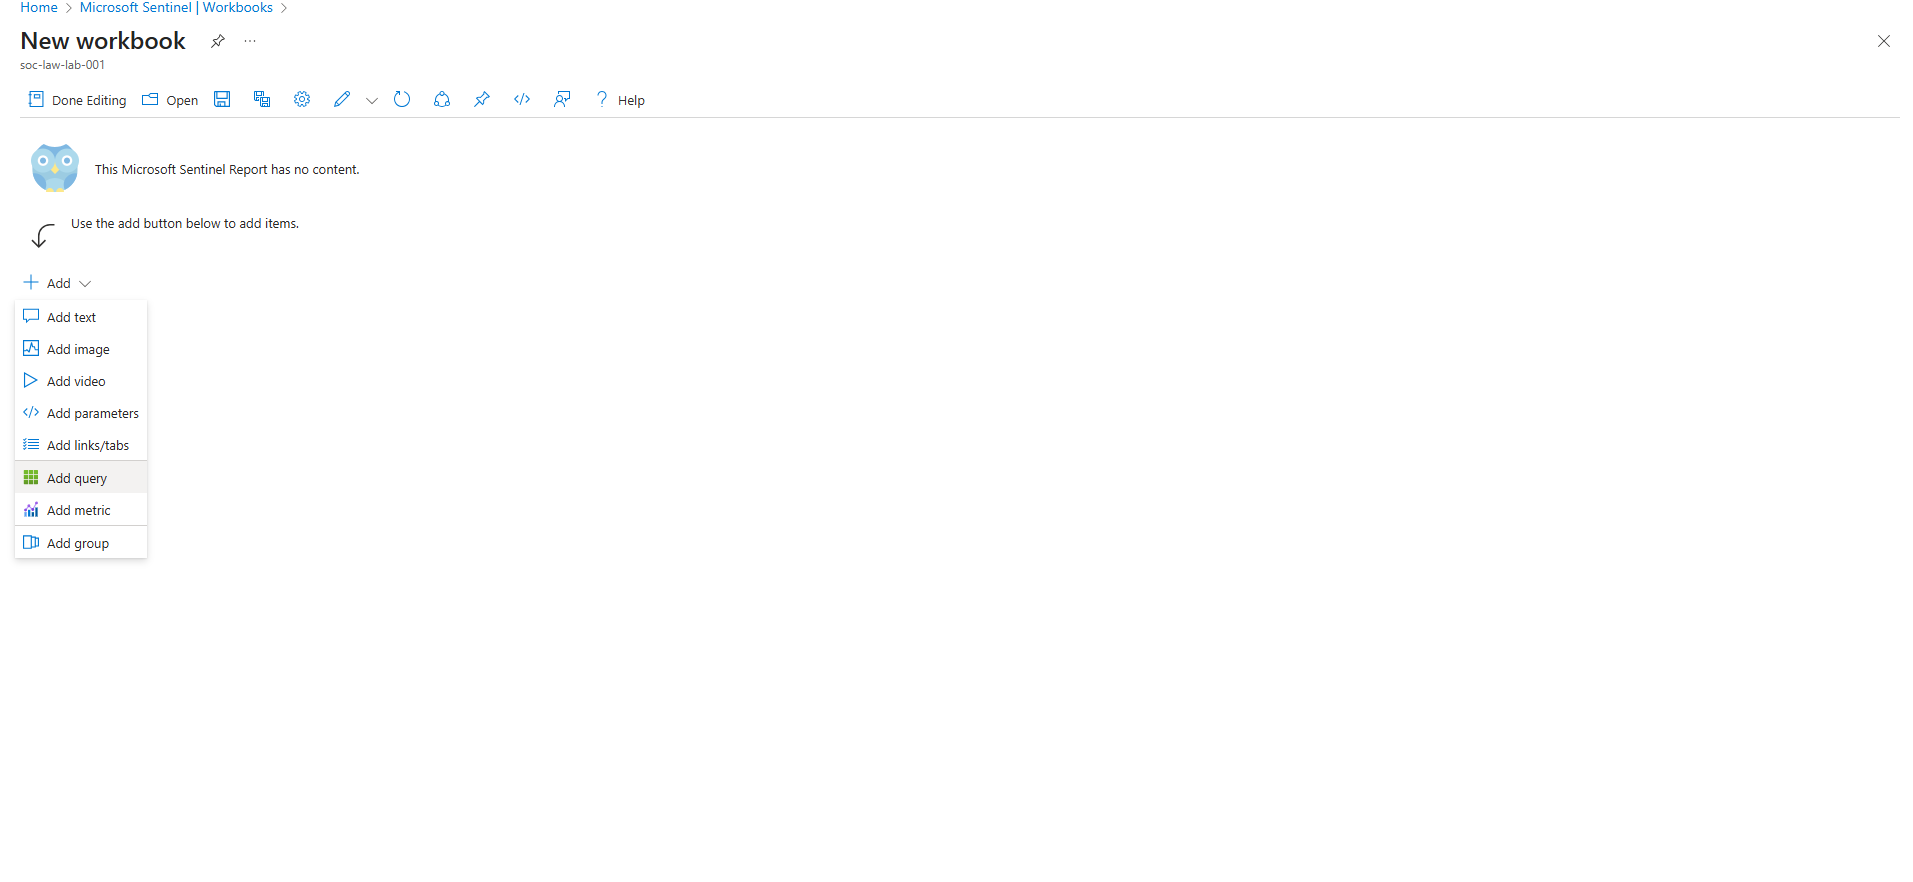 Home > Microsoft Sentinel | Workbooks >
New workbook ···
soc-law-lab-001
Done Editing Open Help
This Microsoft Sentinel Report has no content.
Use the add button below to add items.
Add
Add text
Add image
Add video
Add parameters
Add links/tabs
Add query
Add metric
Add group